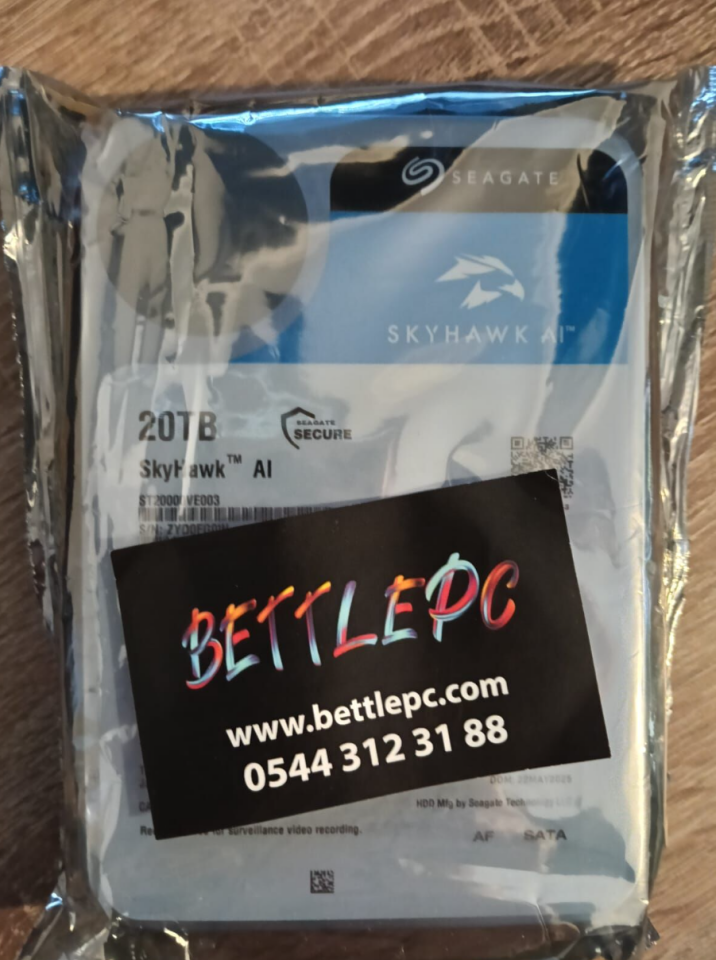 SEAGATE
SKYHAWK AI™
20TB
SEAGATE
SECURE
SkyHawk™ AI
BETTLEPC
www.bettlepc.com
0544 312 31 88
HDD Mfg by Seagate
for surveillance video recording.
AF SATA